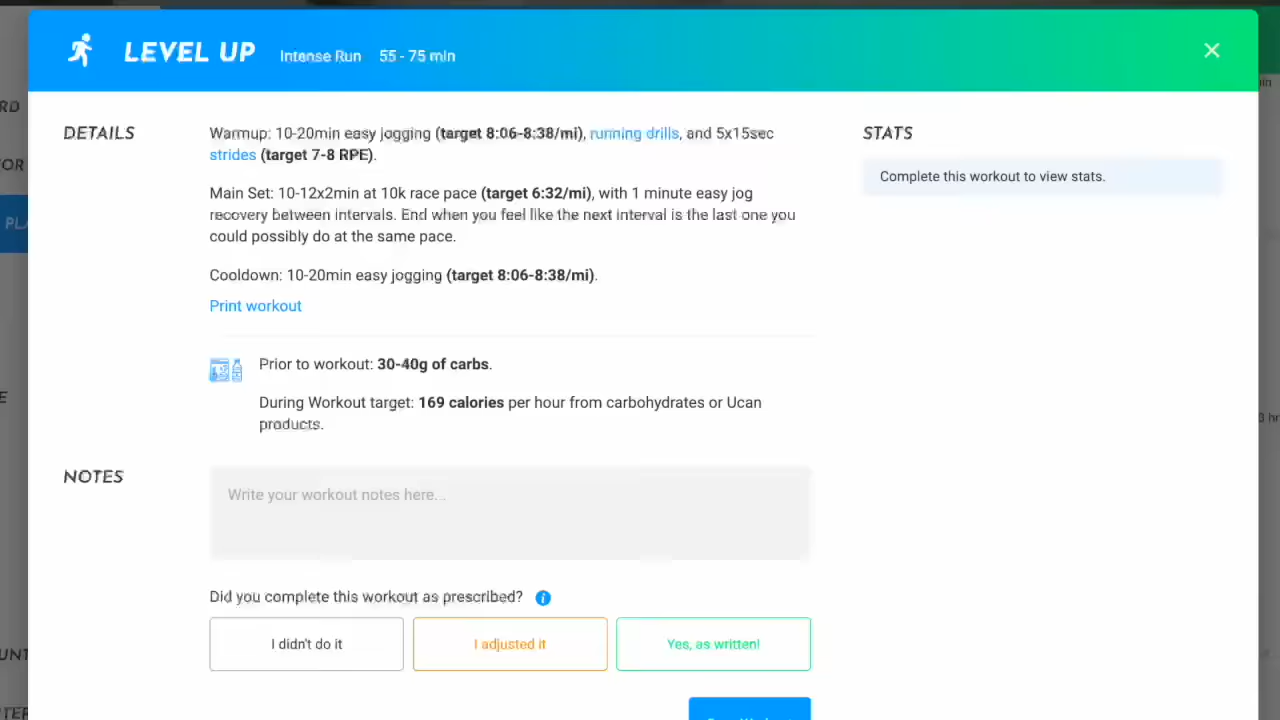 LEVEL UP Intense Run 55 - 75 min
DETAILS
Warmup: 10-20min easy jogging (target 8:06-8:38/mi), running drills, and 5x15sec
strides (target 7-8 RPE).
Main Set: 10-12x2min at 10k race pace (target 6:32/mi), with 1 minute easy jog
recovery between intervals. End when you feel like the next interval is the last one you
could possibly do at the same pace.
Cooldown: 10-20min easy jogging (target 8:06-8:38/mi).
Print workout
Prior to workout: 30-40g of carbs.
During Workout target: 169 calories per hour from carbohydrates or Ucan
products.
STATS
Complete this workout to view stats.
NOTES
Write your workout notes here...
Did you complete this workout as prescribed?
I didn't do it
I adjusted it
Yes, as written!